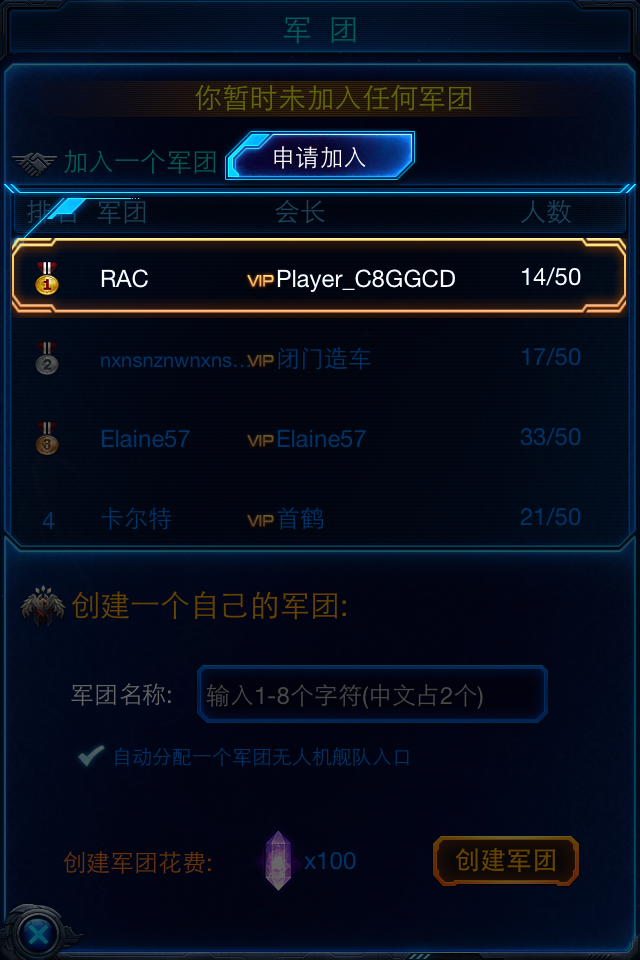 军 团
你暂时未加入任何军团
加入一个军团 申请加入
排名 军团 会长 人数
1 RAC VIP Player_C8GGCD 14/50
2 nxnsnznwnxns... VIP 闭门造车 17/50
3 Elaine57 VIP Elaine57 33/50
4 卡尔特 VIP 首鹤 21/50
创建一个自己的军团:
军团名称: 输入1-8个字符(中文占2个)
自动分配一个军团无人机舰队入口
创建军团花费: x100 创建军团